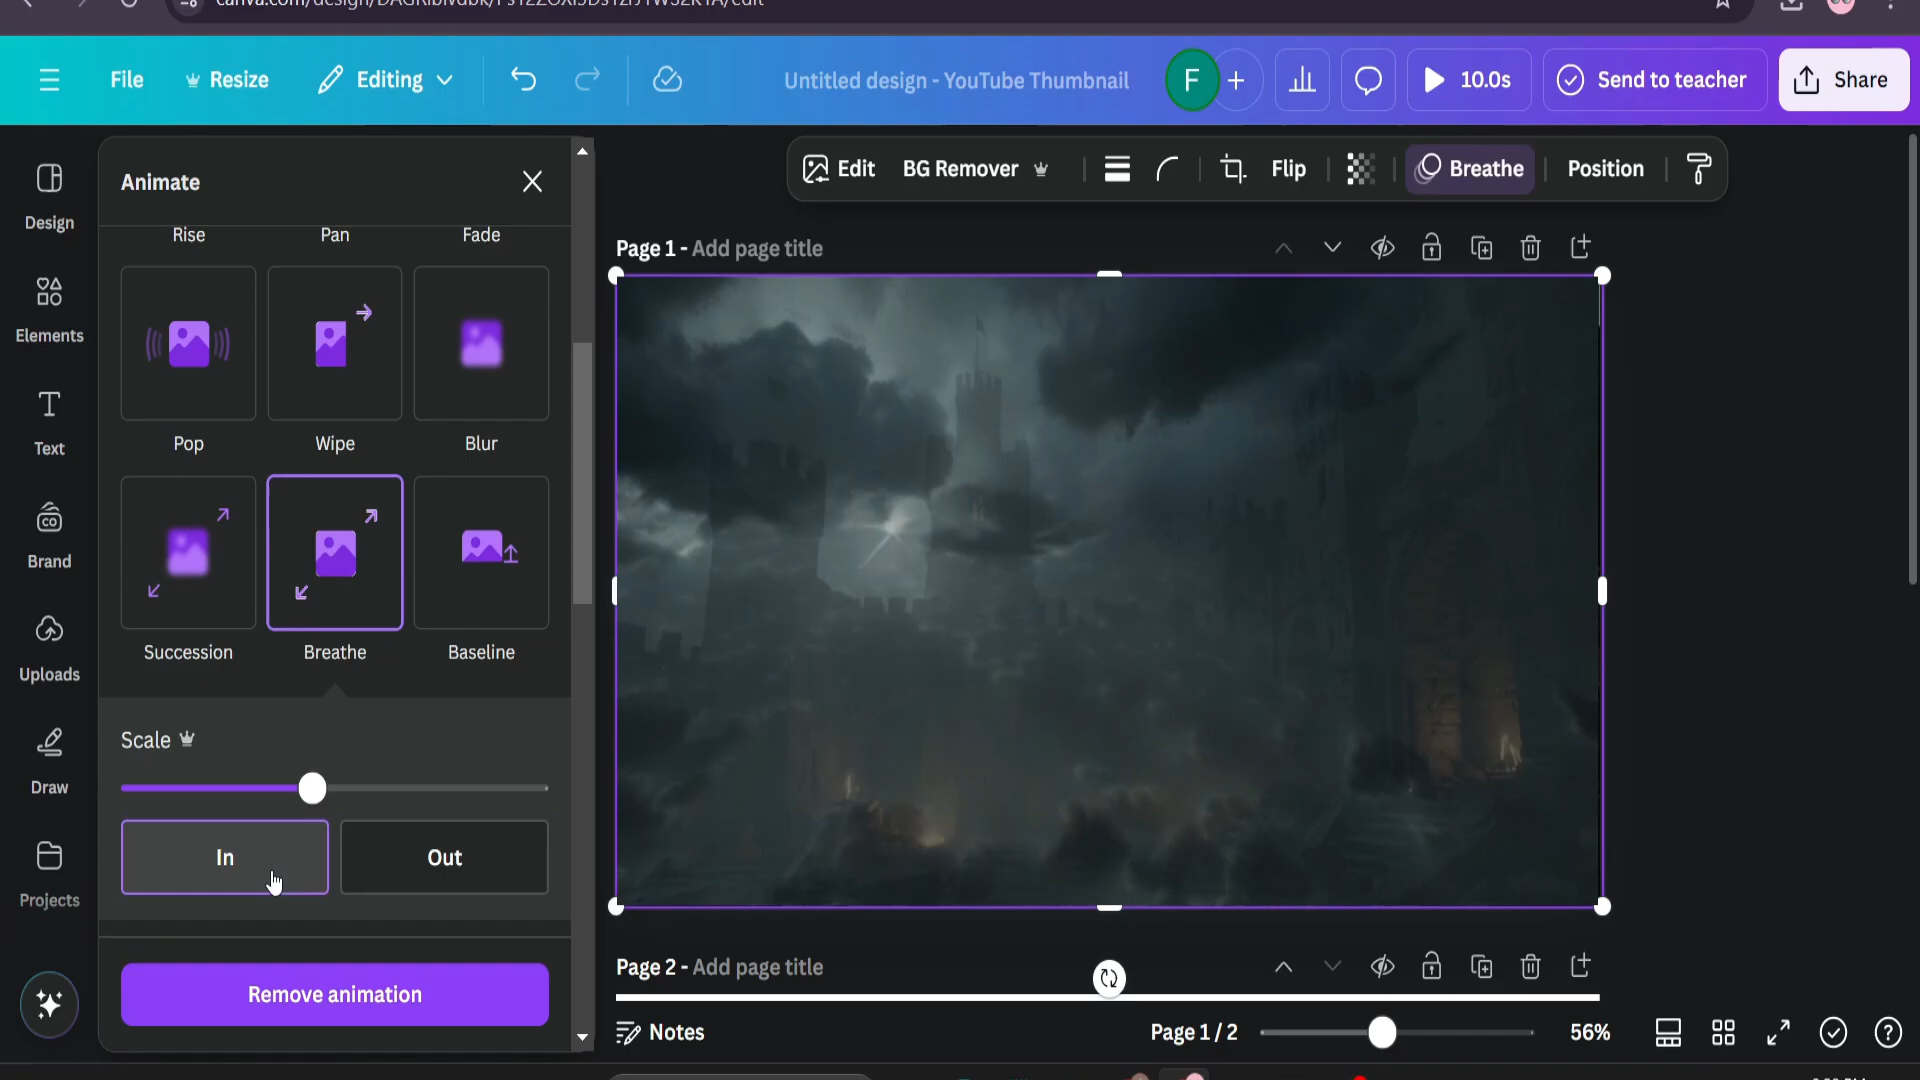 File
Resize
Editing
Untitled design - YouTube Thumbnail
F
10.0s
Send to teacher
Share
Design
Elements
Text
Brand
Uploads
Draw
Projects
Animate
Rise
Pan
Fade
Pop
Wipe
Blur
Succession
Breathe
Baseline
Scale
In
Out
Remove animation
Edit
BG Remover
Flip
Breathe
Position
Page 1 - Add page title
Page 2 - Add page title
Notes
Page 1 / 2
56%